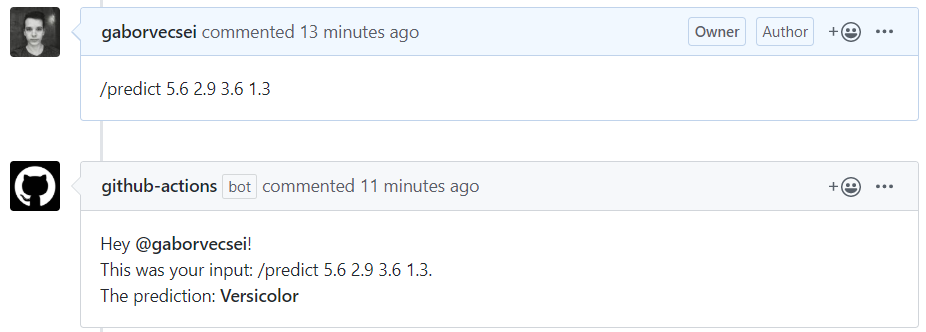 gaborvecsei commented 13 minutes ago Owner Author
/predict 5.6 2.9 3.6 1.3
github-actions bot commented 11 minutes ago
Hey @gaborvecsei!
This was your input: /predict 5.6 2.9 3.6 1.3.
The prediction: Versicolor